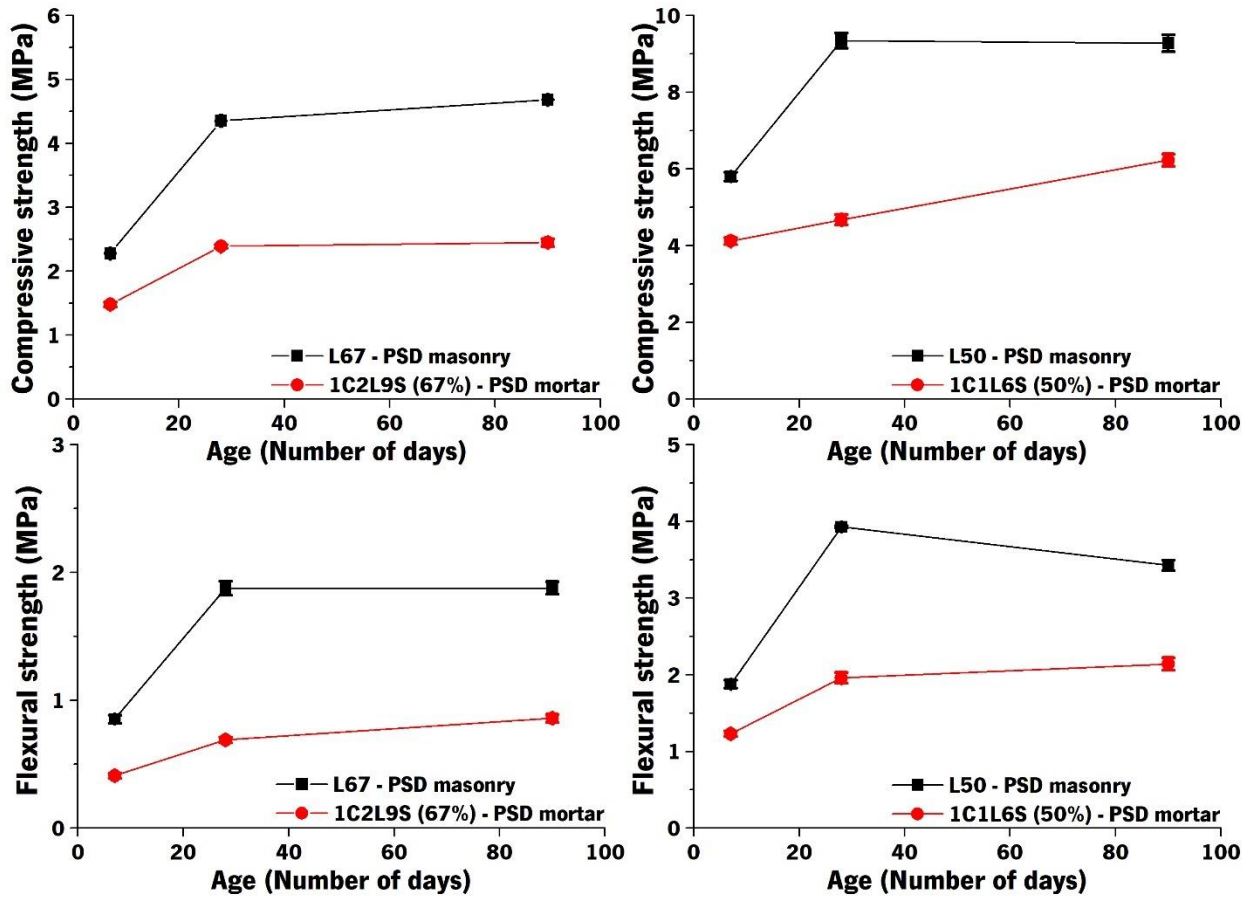 Compressive strength (MPa)
6
5
4
3
2
1
0
L67 - PSD masonry
1C2L9S (67%) - PSD mortar
0 20 40 60 80 100
Age (Number of days)
Compressive strength (MPa)
10
8
6
4
2
0
L50 - PSD masonry
1C1L6S (50%) - PSD mortar
0 20 40 60 80 100
Age (Number of days)
Flexural strength (MPa)
3
2
1
0
L67 - PSD masonry
1C2L9S (67%) - PSD mortar
0 20 40 60 80 100
Age (Number of days)
Flexural strength (MPa)
5
4
3
2
1
0
L50 - PSD masonry
1C1L6S (50%) - PSD mortar
0 20 40 60 80 100
Age (Number of days)